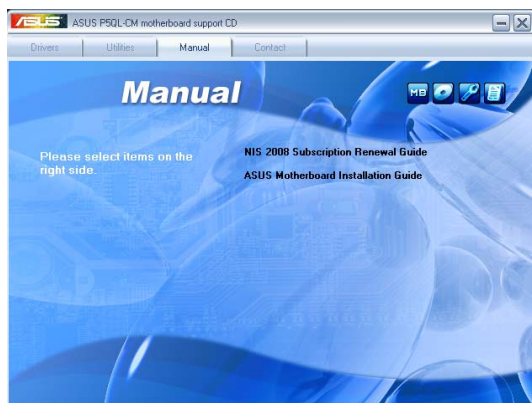 ASUS ASUS P5QL-CM motherboard support CD
Drivers Utilities Manual Contact
Manual
MB
Please select items on the
right side.
NIS 2008 Subscription Renewal Guide
ASUS Motherboard Installation Guide